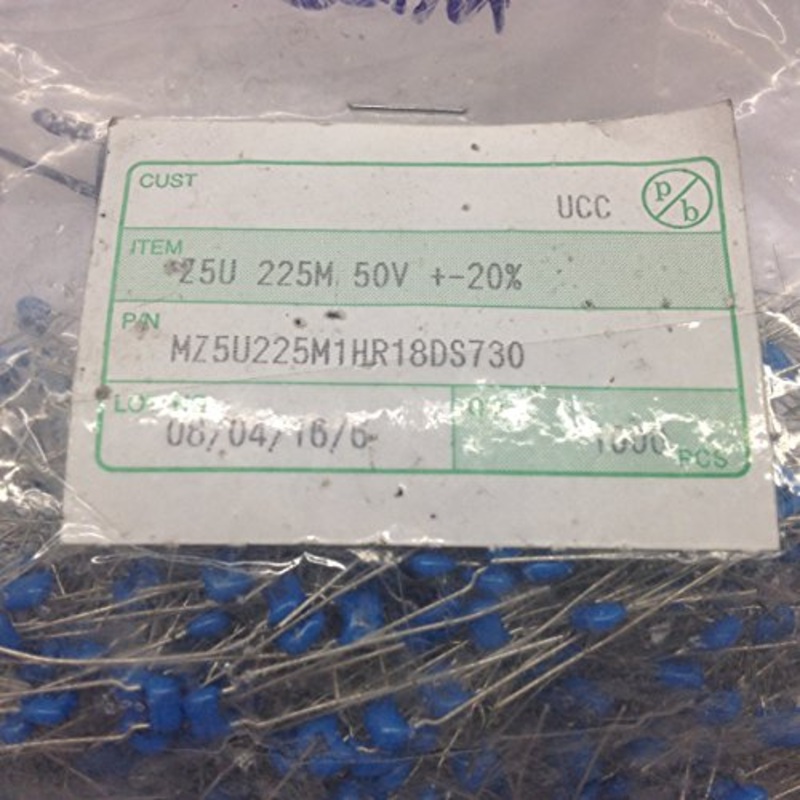 CUST
UCC
p/b
ITEM
Z5U 225M 50V +-20%
P/N
MZ5U225M1HR18DS730
08/04/16/6
PCS